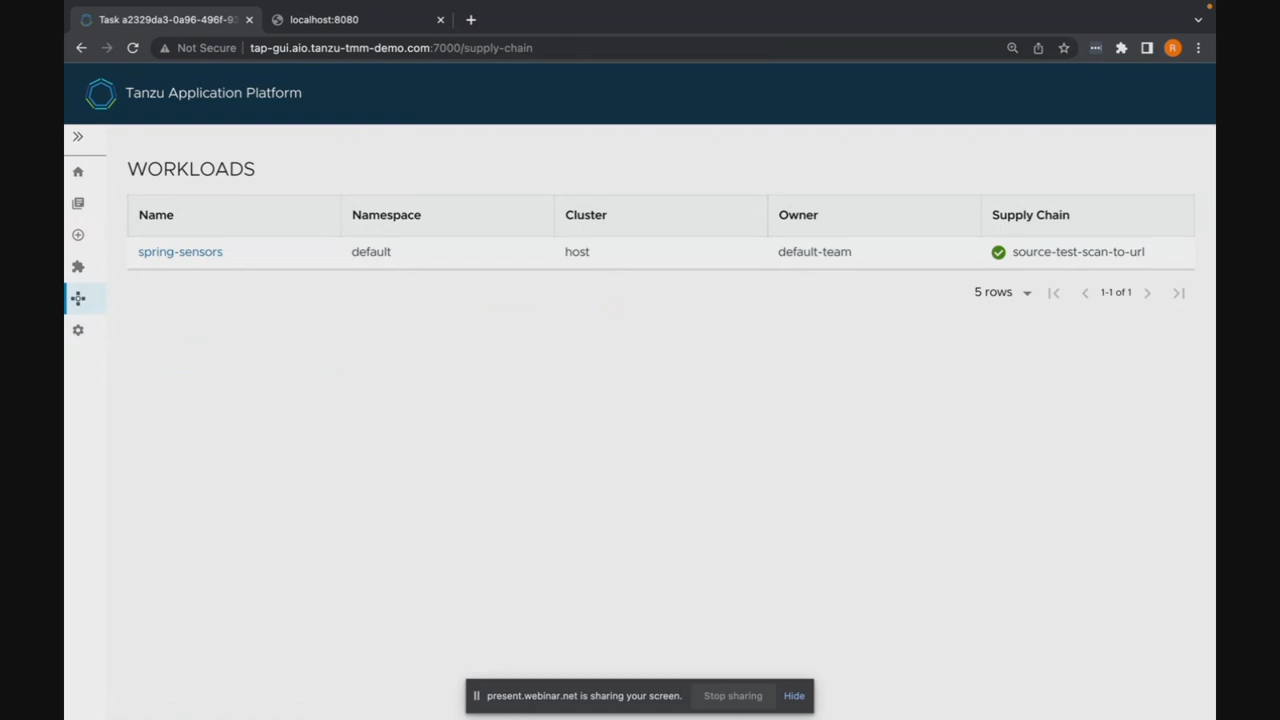 Task a2329da3-0a96-496f-93
localhost:8080
Not Secure
tap-gui.aio.tanzu-tmm-demo.com:7000/supply-chain
R
Tanzu Application Platform
WORKLOADS
Name Namespace Cluster Owner Supply Chain
spring-sensors default host default-team source-test-scan-to-url
5 rows 1-1 of 1
present.webinar.net is sharing your screen. Stop sharing Hide